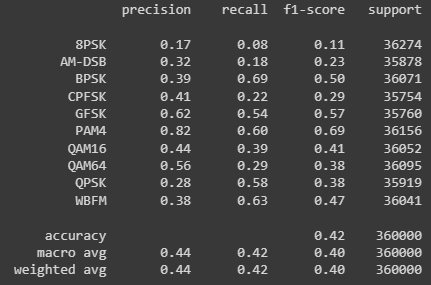 precision recall f1-score support
8PSK 0.17 0.08 0.11 36274
AM-DSB 0.32 0.18 0.23 35878
BPSK 0.39 0.69 0.50 36071
CPFSK 0.41 0.22 0.29 35754
GFSK 0.62 0.54 0.57 35760
PAM4 0.82 0.60 0.69 36156
QAM16 0.44 0.39 0.41 36052
QAM64 0.56 0.29 0.38 36095
QPSK 0.28 0.58 0.38 35919
WBFM 0.38 0.63 0.47 36041
accuracy 0.42 360000
macro avg 0.44 0.42 0.40 360000
weighted avg 0.44 0.42 0.40 360000